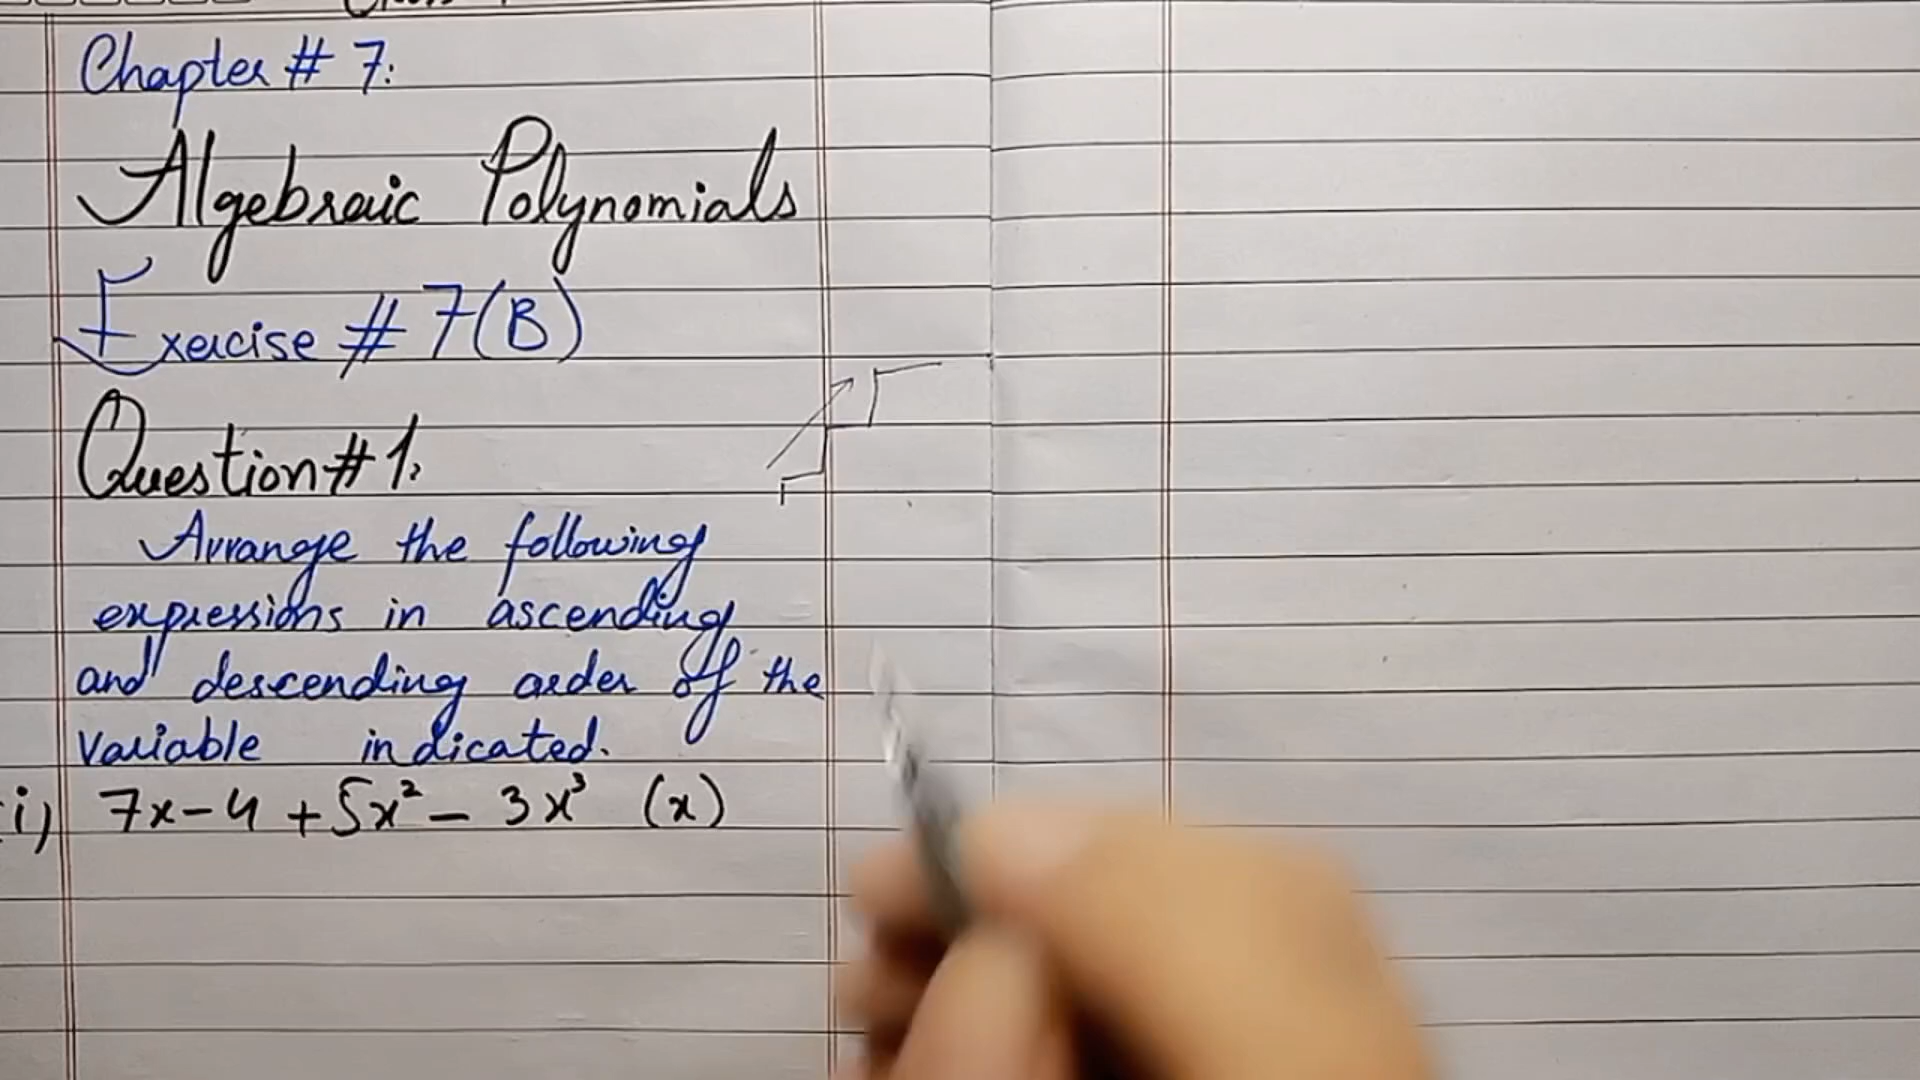 Chapter # 7:
Algebraic Polynomials
Exercise # 7(B)
Question # 1:
Arrange the following
expressions in ascending
and descending order of the
variable indicated.
i) 7x - 4 + 5x² - 3x³ (x)